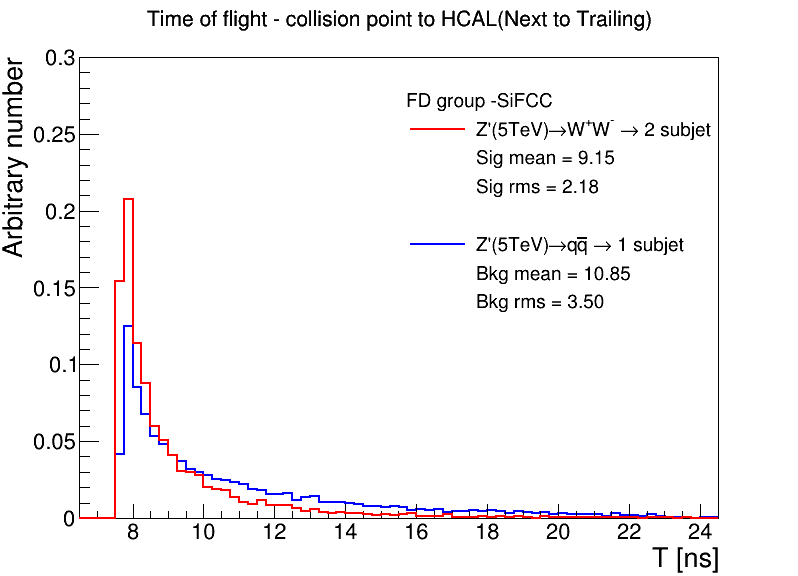 Time of flight - collision point to HCAL(Next to Trailing)
Arbitrary number
0.3
0.25
0.2
0.15
0.1
0.05
0
FD group -SiFCC
Z'(5TeV)→W⁺W⁻ → 2 subjet
Sig mean = 9.15
Sig rms = 2.18
Z'(5TeV)→qq̅ → 1 subjet
Bkg mean = 10.85
Bkg rms = 3.50
8 10 12 14 16 18 20 22 24
T [ns]